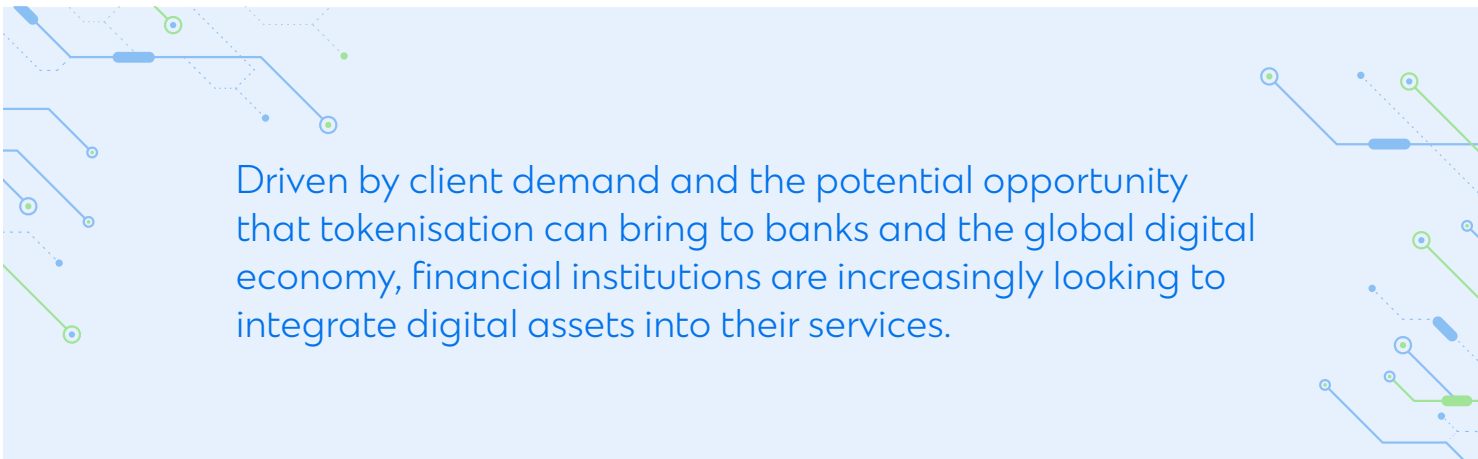 Driven by client demand and the potential opportunity
that tokenisation can bring to banks and the global digital
economy, financial institutions are increasingly looking to
integrate digital assets into their services.